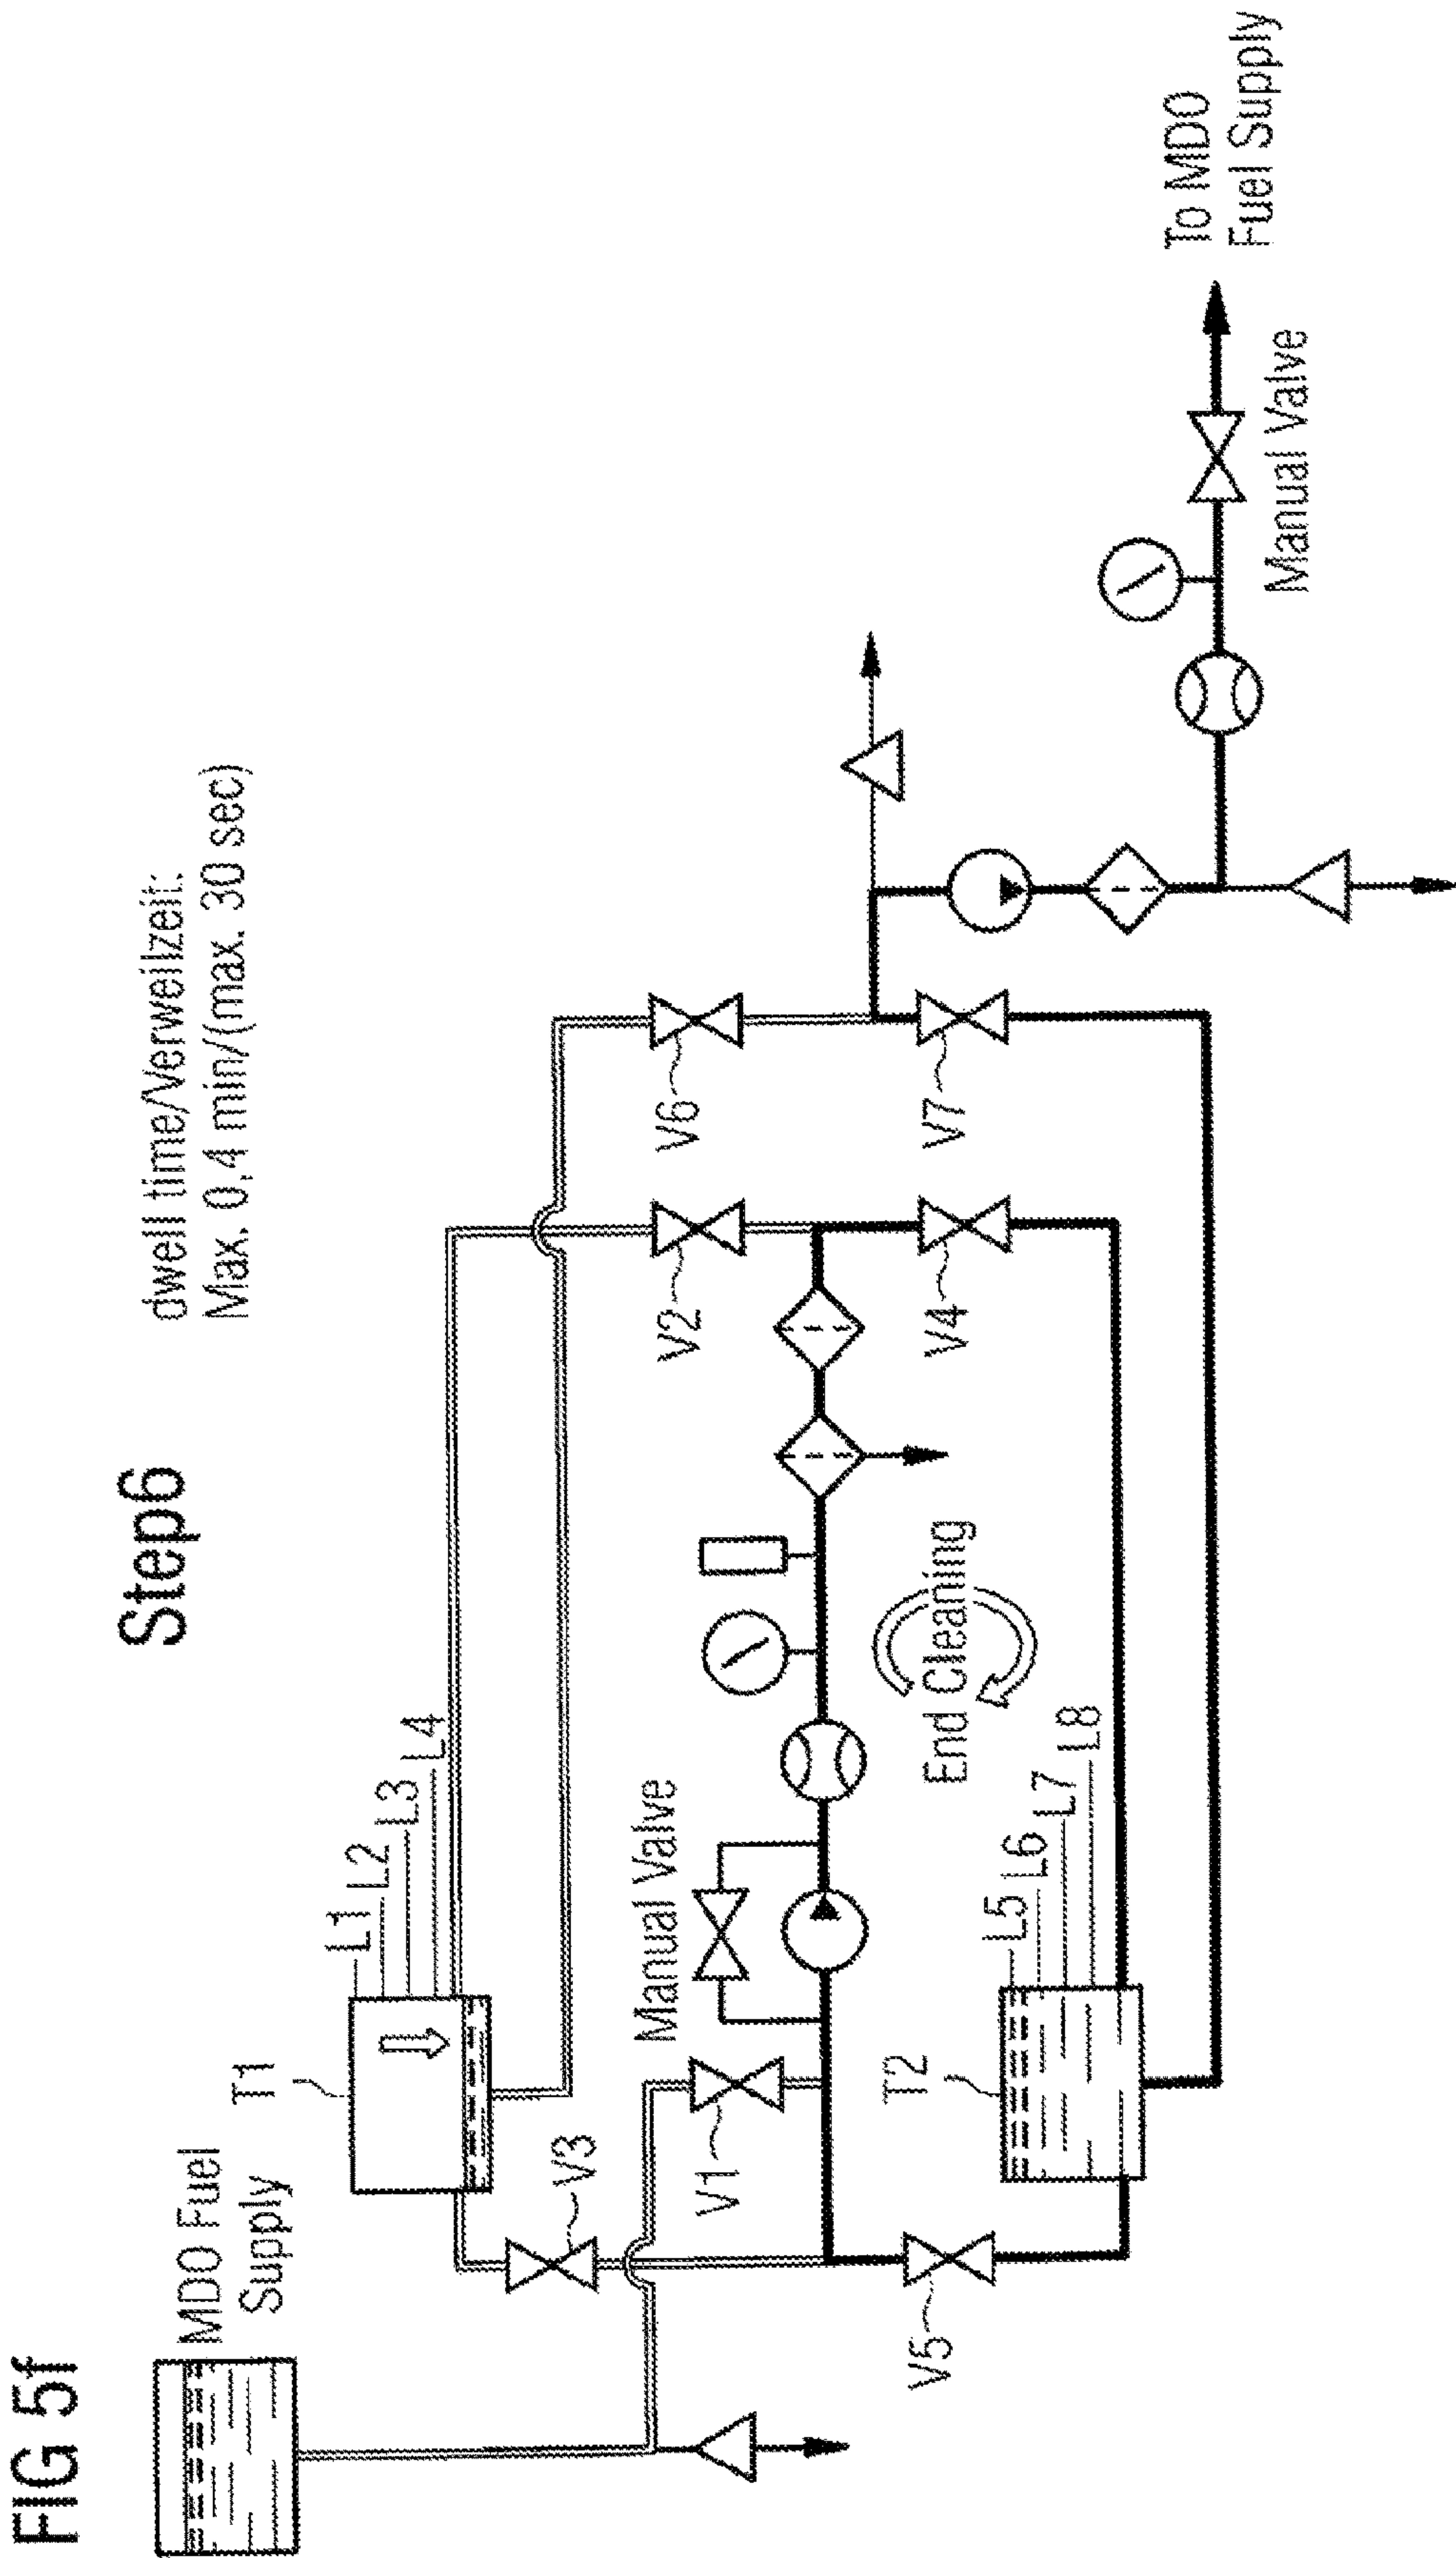 FIG 5f
Step6
dwell time/Verweilzeit:
Max. 0,4 min/(max. 30 sec)
MDO Fuel
Supply
T1
L1
L2
L3
L4
V3
V1
Manual Valve
V2
V6
V5
T2
L5
L6
L7
L8
End Cleaning
V4
V7
To MDO
Fuel Supply
Manual Valve